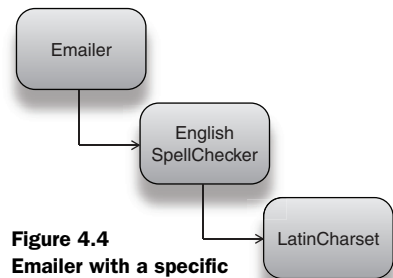 Emailer
English
SpellChecker
LatinCharset
Figure 4.4
Emailer with a specific